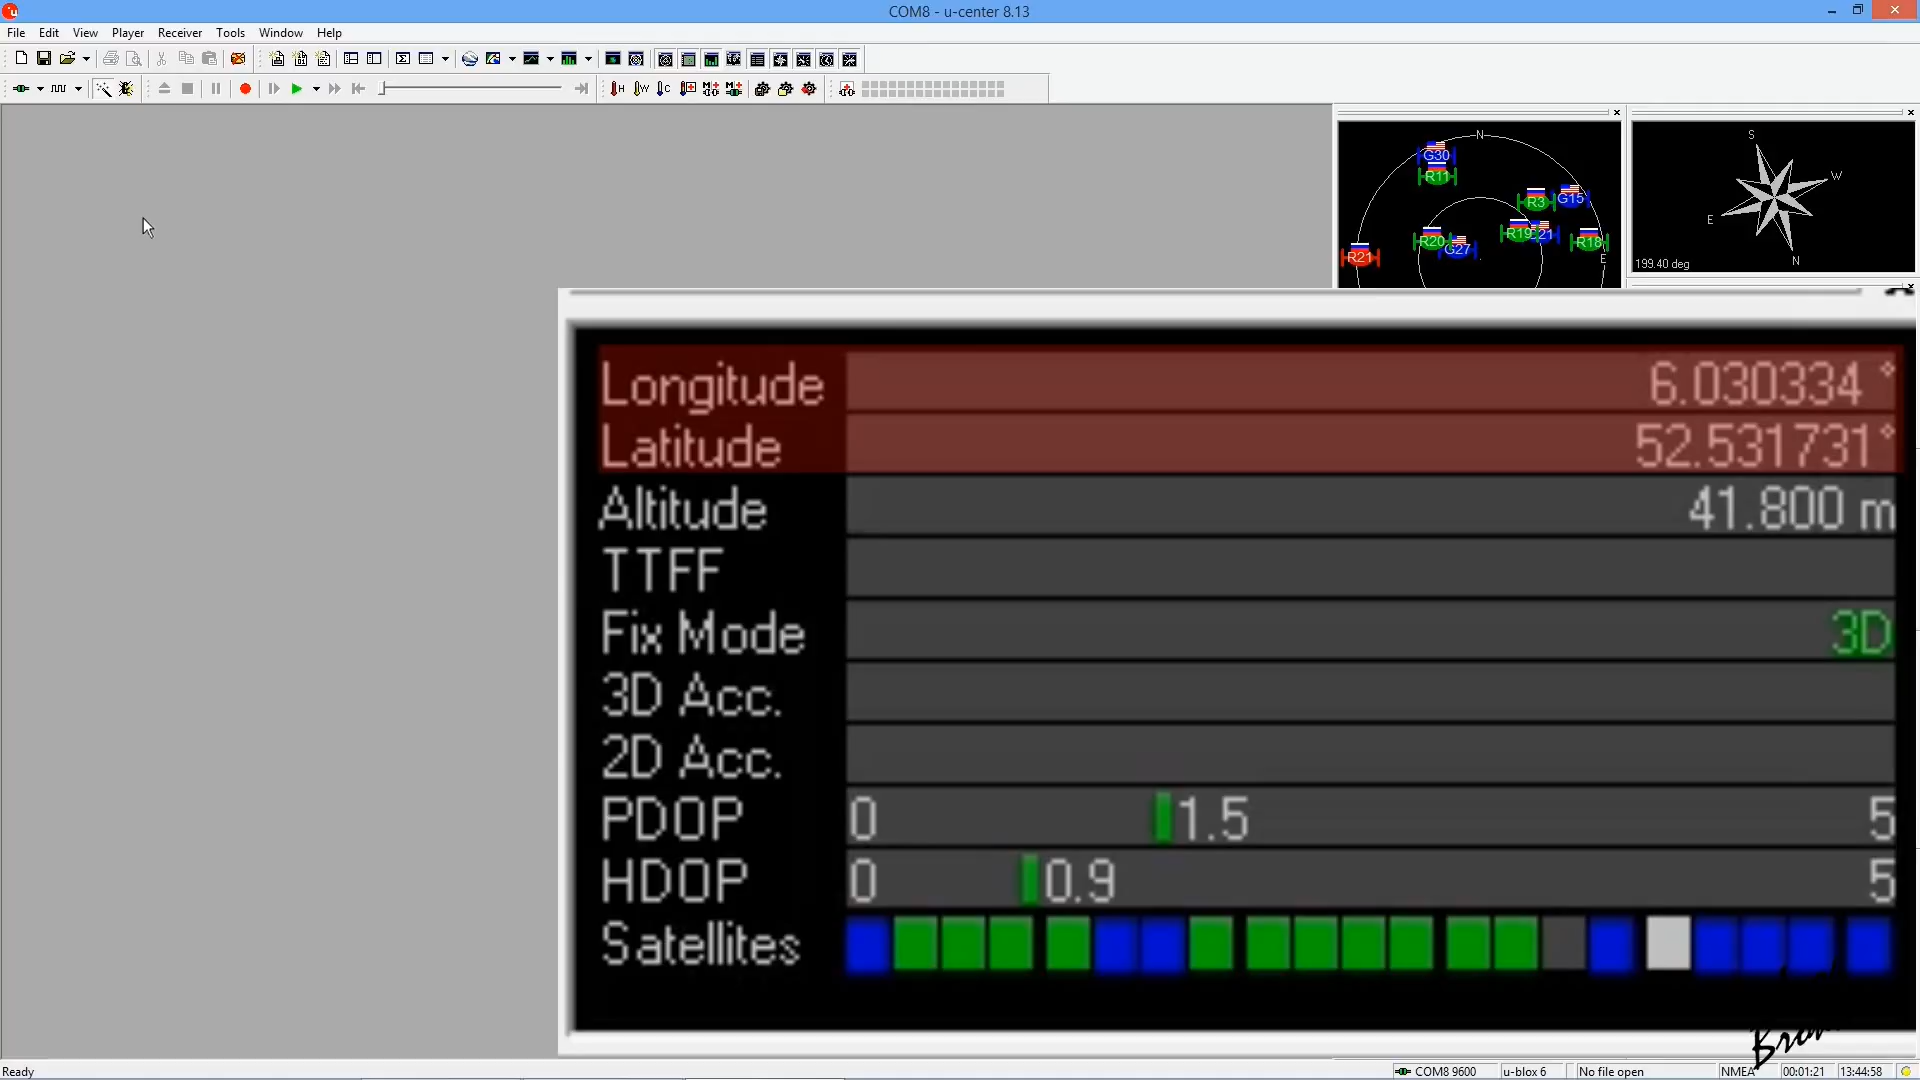 COM8 - u-center 8.13
File Edit View Player Receiver Tools Window Help
N
G30
R11
R3 G15
R20 G27 R19 R18
R21 E
S
W
E
N
199.40 deg
Longitude 6.030334 °
Latitude 52.531731°
Altitude 41.800 m
TTFF
Fix Mode 3D
3D Acc.
2D Acc.
PDOP 0 1.5 5
HDOP 0 0.9 5
Satellites
Ready COM8 9600 u-blox 6 No file open NMEA 00:01:21 13:44:58